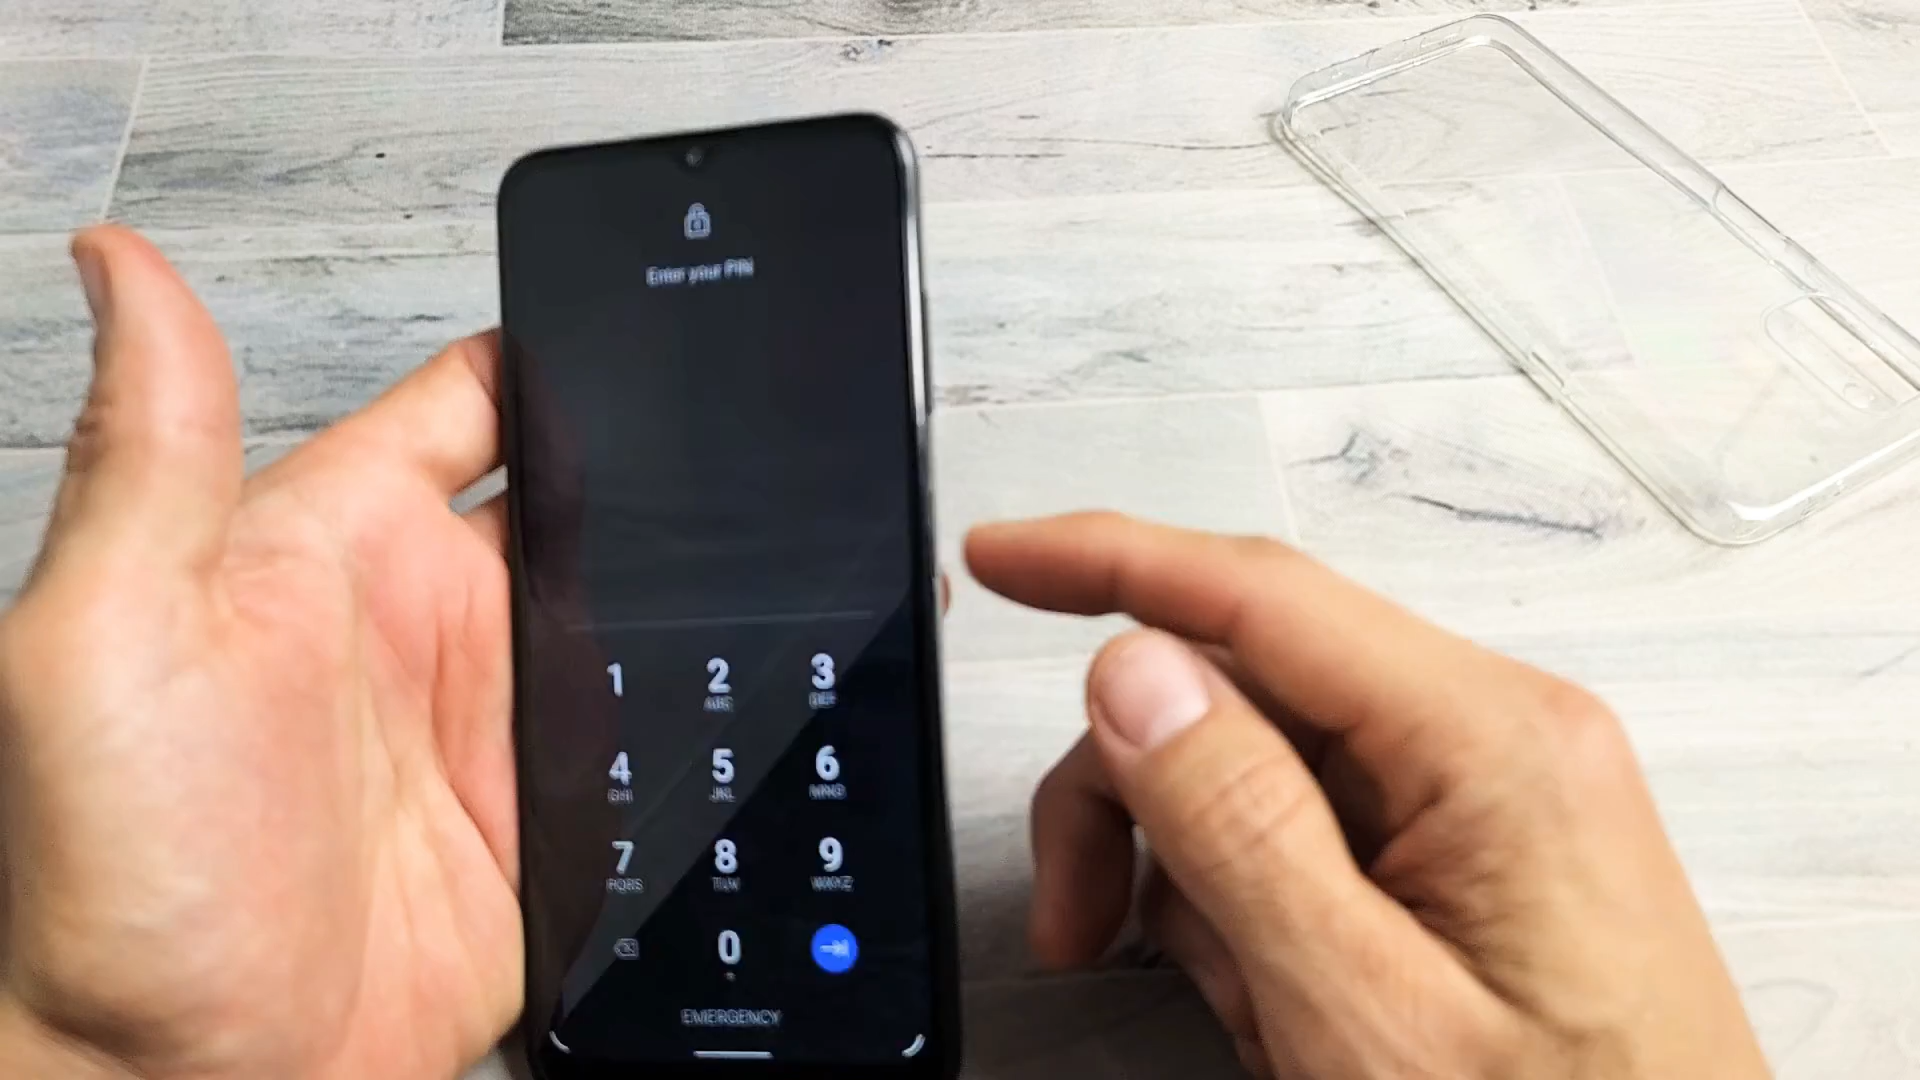 Enter your PIN
1 2 3
ABC DEF
4 5 6
GHI JKL MNO
7 8 9
PQRS TUV WXYZ
0
+
EMERGENCY